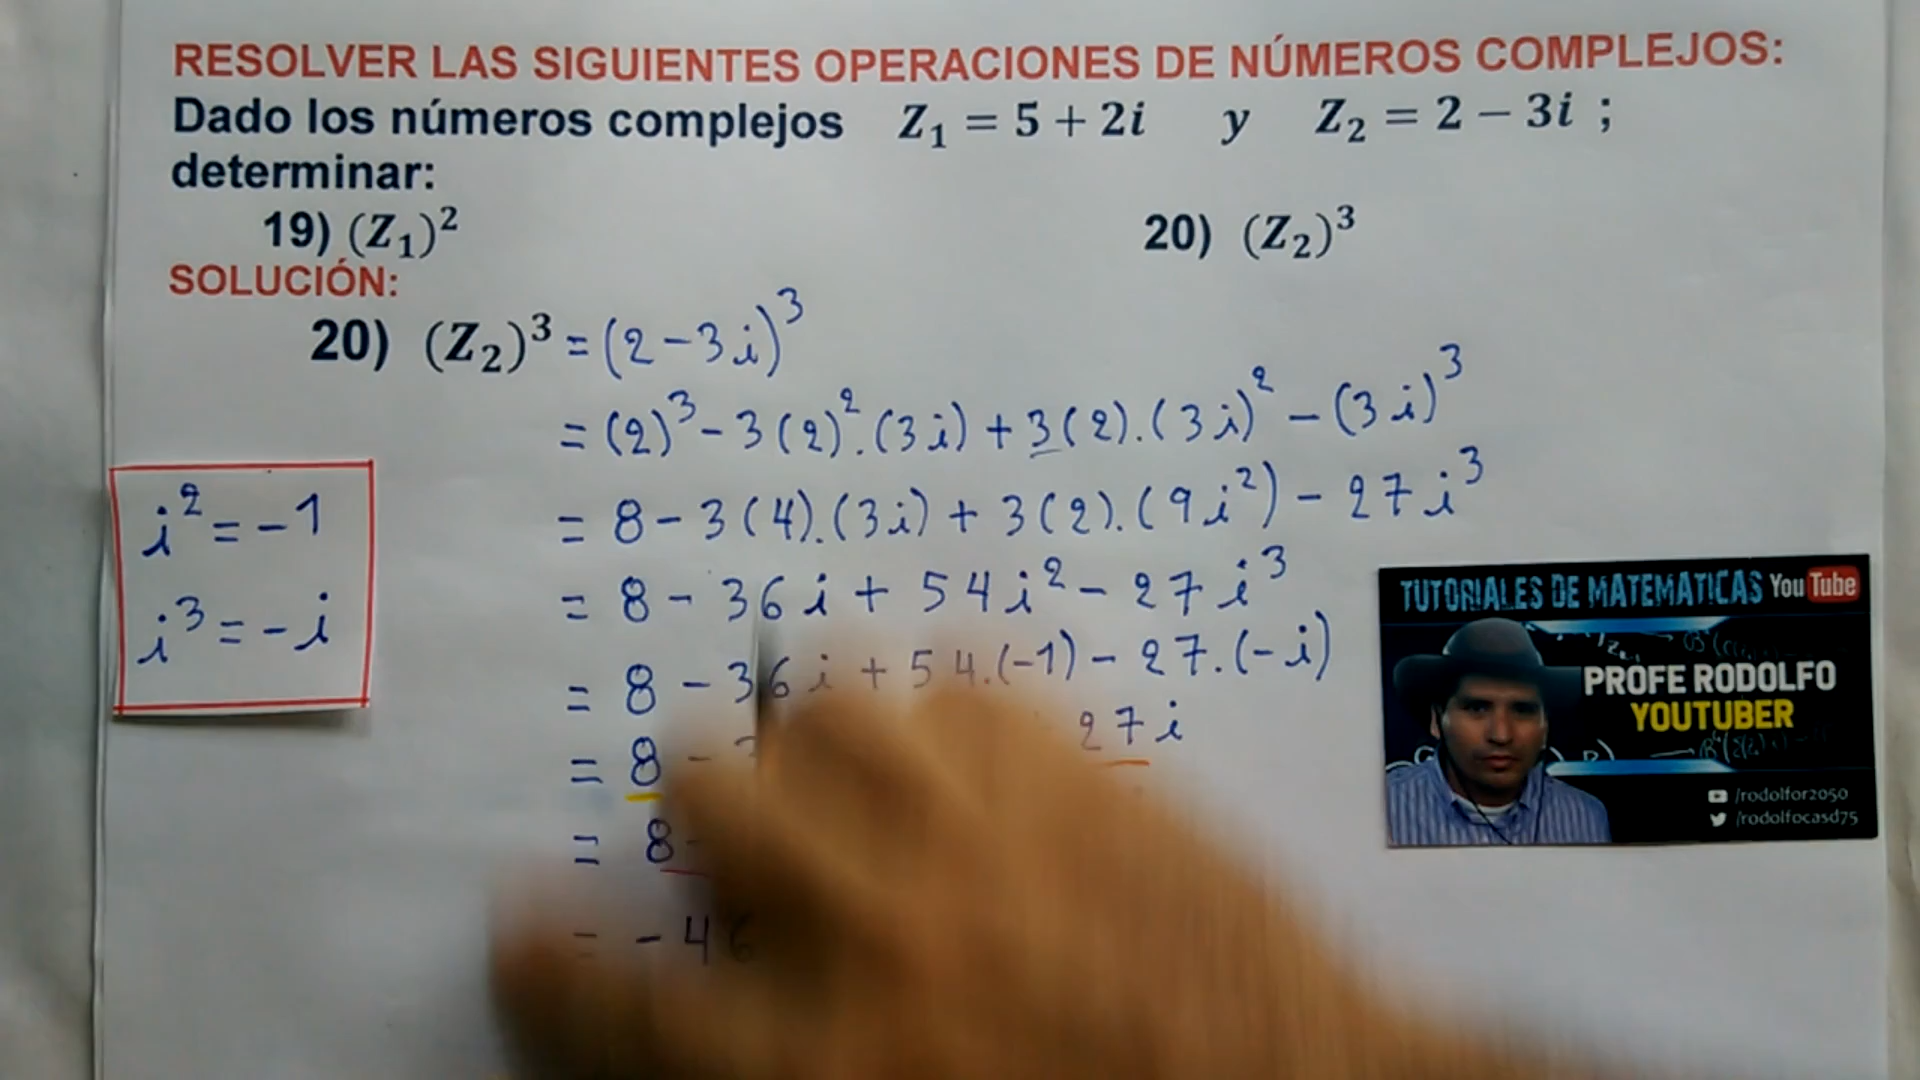 RESOLVER LAS SIGUIENTES OPERACIONES DE NÚMEROS COMPLEJOS:
Dado los números complejos Z₁ = 5 + 2i y Z₂ = 2 − 3i ;
determinar:
19) (Z₁)² 20) (Z₂)³
SOLUCIÓN:
20) (Z₂)³ = (2 - 3i)³
= (2)³ - 3(2)².(3i) + 3(2).(3i)² - (3i)³
= 8 - 3(4).(3i) + 3(2).(9i²) - 27i³
= 8 - 36i + 54i² - 27i³
= 8 - 36i + 54.(-1) - 27.(-i)
= 8 - 27i
= 8 -
= - 46
i² = -1
i³ = -i
TUTORIALES DE MATEMATICAS YouTube
PROFE RODOLFO
YOUTUBER
/rodolfor2050
/rodolfocasd75